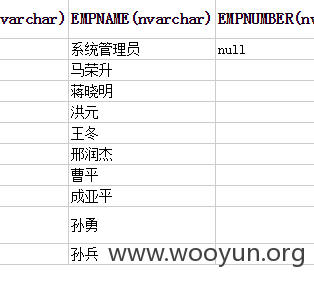 varchar) EMPNAME(nvarchar) EMPNUMBER(nv
系统管理员 null
马荣升
蒋晓明
洪元
王冬
邢润杰
曹平
成亚平
孙勇
孙兵
www.wooyun.org